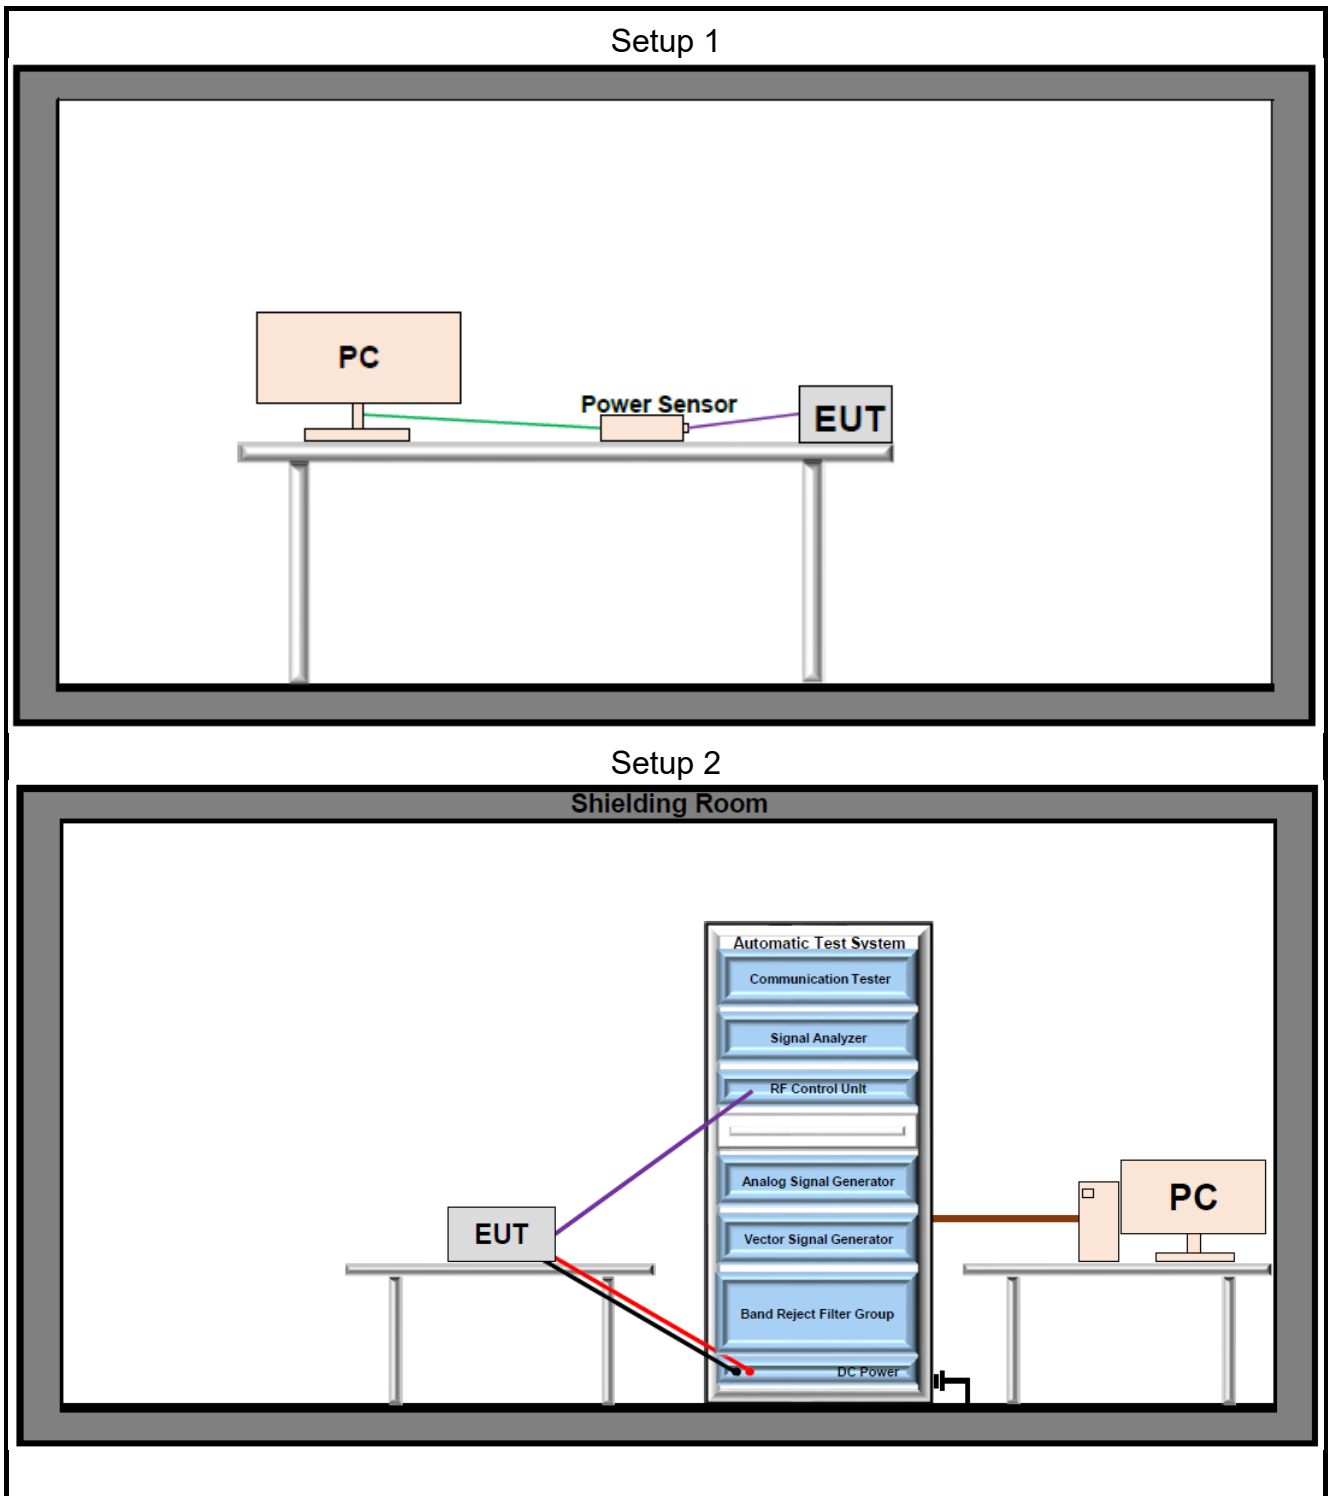 Setup 1
PC
Power Sensor
EUT
Setup 2
Shielding Room
Automatic Test System
Communication Tester
Signal Analyzer
RF Control Unit
Analog Signal Generator
Vector Signal Generator
Band Reject Filter Group
DC Power
EUT
PC